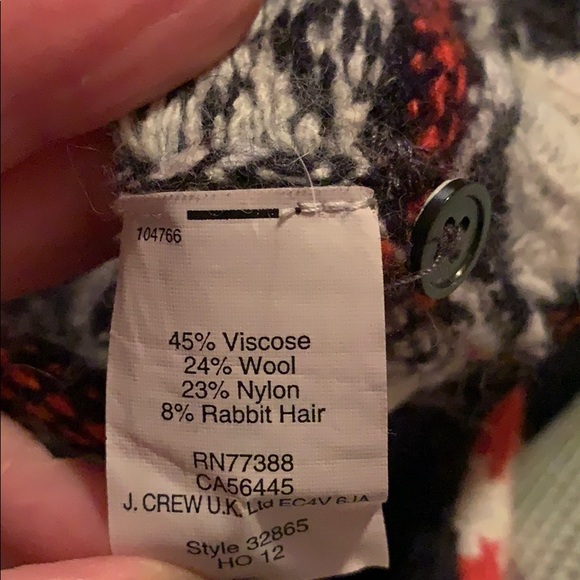 104766
45% Viscose
24% Wool
23% Nylon
8% Rabbit Hair
RN77388
CA56445
J. CREW U.K. Ltd EC4V 6JA
Style 32865
HO 12